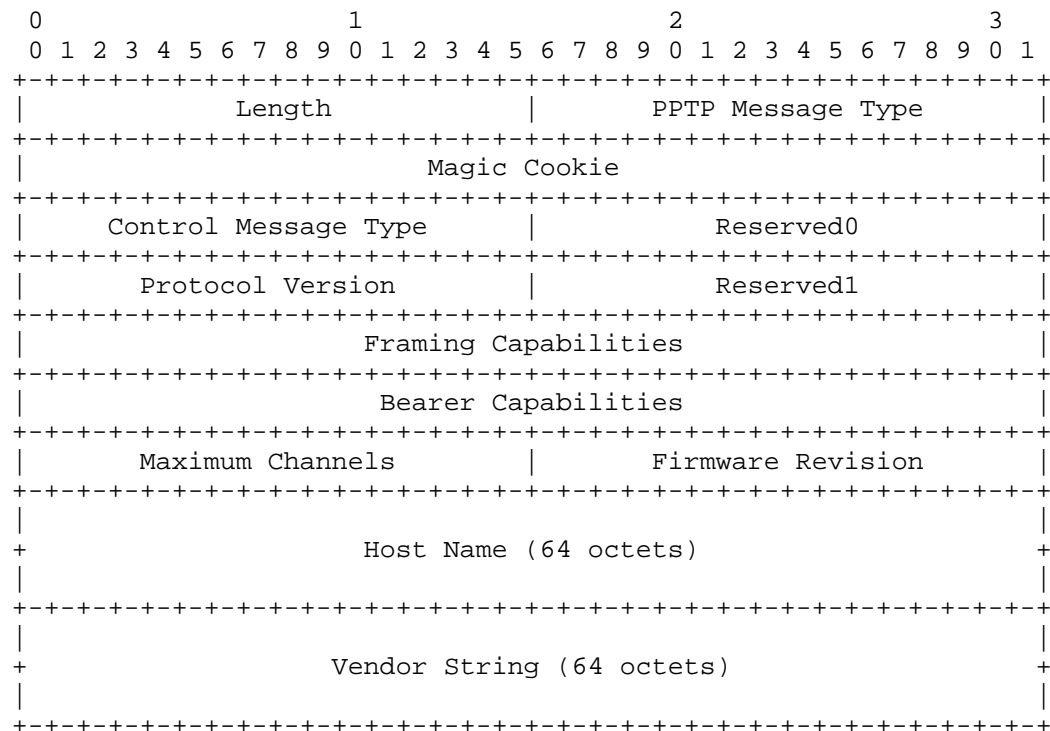 0                   1                   2                   3
 0 1 2 3 4 5 6 7 8 9 0 1 2 3 4 5 6 7 8 9 0 1 2 3 4 5 6 7 8 9 0 1
+-+-+-+-+-+-+-+-+-+-+-+-+-+-+-+-+-+-+-+-+-+-+-+-+-+-+-+-+-+-+-+-+
|             Length            |       PPTP Message Type       |
+-+-+-+-+-+-+-+-+-+-+-+-+-+-+-+-+-+-+-+-+-+-+-+-+-+-+-+-+-+-+-+-+
|                         Magic Cookie                          |
+-+-+-+-+-+-+-+-+-+-+-+-+-+-+-+-+-+-+-+-+-+-+-+-+-+-+-+-+-+-+-+-+
|     Control Message Type      |           Reserved0           |
+-+-+-+-+-+-+-+-+-+-+-+-+-+-+-+-+-+-+-+-+-+-+-+-+-+-+-+-+-+-+-+-+
|       Protocol Version        |           Reserved1           |
+-+-+-+-+-+-+-+-+-+-+-+-+-+-+-+-+-+-+-+-+-+-+-+-+-+-+-+-+-+-+-+-+
|                     Framing Capabilities                      |
+-+-+-+-+-+-+-+-+-+-+-+-+-+-+-+-+-+-+-+-+-+-+-+-+-+-+-+-+-+-+-+-+
|                      Bearer Capabilities                      |
+-+-+-+-+-+-+-+-+-+-+-+-+-+-+-+-+-+-+-+-+-+-+-+-+-+-+-+-+-+-+-+-+
|       Maximum Channels        |       Firmware Revision       |
+-+-+-+-+-+-+-+-+-+-+-+-+-+-+-+-+-+-+-+-+-+-+-+-+-+-+-+-+-+-+-+-+
|                                                               |
+                     Host Name (64 octets)                     +
|                                                               |
+-+-+-+-+-+-+-+-+-+-+-+-+-+-+-+-+-+-+-+-+-+-+-+-+-+-+-+-+-+-+-+-+
|                                                               |
+                   Vendor String (64 octets)                   +
|                                                               |
+-+-+-+-+-+-+-+-+-+-+-+-+-+-+-+-+-+-+-+-+-+-+-+-+-+-+-+-+-+-+-+-+